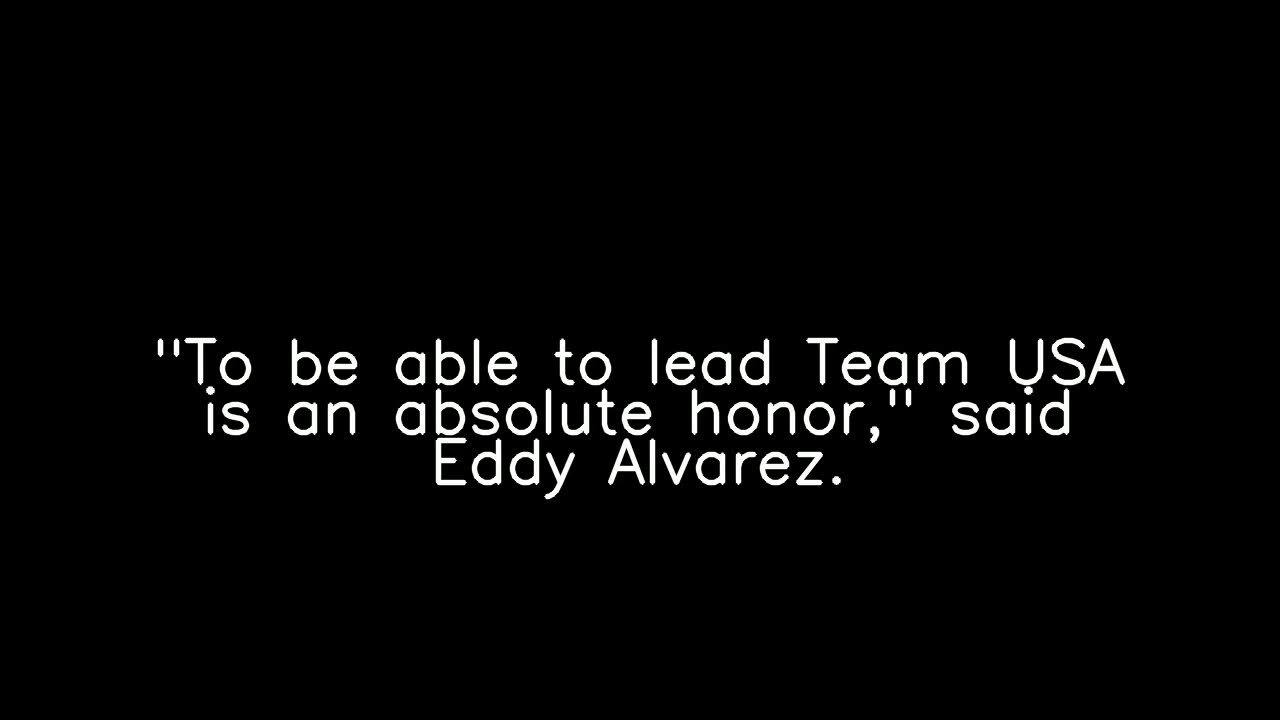 "To be able to lead Team USA
is an absolute honor," said
Eddy Alvarez.